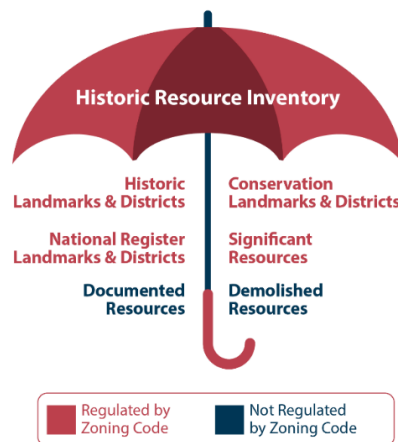 Historic Resource Inventory
Historic
Landmarks & Districts
Conservation
Landmarks & Districts
National Register
Landmarks & Districts
Significant
Resources
Documented
Resources
Demolished
Resources
Regulated by
Zoning Code
Not Regulated
by Zoning Code